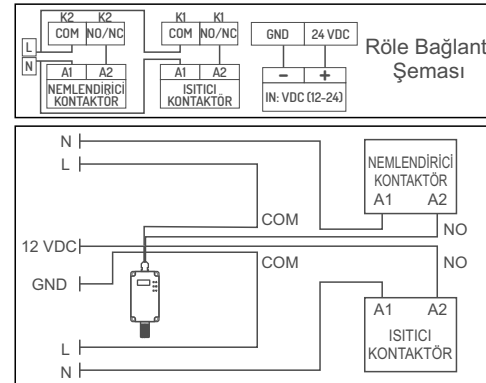 K2 K2 K1 K1
COM NO/NC COM NO/NC GND 24 VDC
L
N
A1 A2 A1 A2 - +
NEMLENDİRİCİ
KONTAKTÖR
ISITICI
KONTAKTÖR
IN: VDC (12-24)
Röle Bağlant
Şeması
N
L
NEMLENDİRİCİ
KONTAKTÖR
A1 A2
COM
NO
12 VDC
COM
NO
GND
A1 A2
ISITICI
KONTAKTÖR
L
N